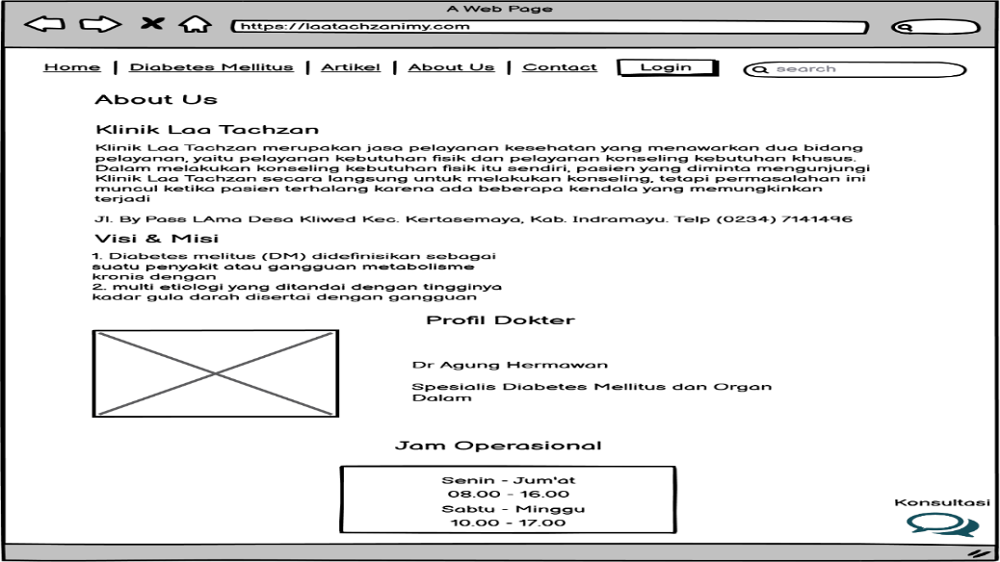 A Web Page
https://laatachzanimy.com
Home | Diabetes Mellitus | Artikel | About Us | Contact Login search
About Us
Klinik Laa Tachzan
Klinik Laa Tachzan merupakan jasa pelayanan kesehatan yang menawarkan dua bidang
pelayanan, yaitu pelayanan kebutuhan fisik dan pelayanan konseling kebutuhan khusus.
Dalam melakukan konseling kebutuhan fisik itu sendiri, pasien yang diminta mengunjungi
Klinik Laa Tachzan secara langsung untuk melakukan konseling, tetapi permasalahan ini
muncul ketika pasien terhalang karena ada beberapa kendala yang memungkinkan
terjadi
Jl. By Pass LAma Desa Kliwed Kec. Kertasemaya, Kab. Indramayu. Telp (0234) 7141496
Visi & Misi
1. Diabetes melitus (DM) didefinisikan sebagai
suatu penyakit atau gangguan metabolisme
kronis dengan
2. multi etiologi yang ditandai dengan tingginya
kadar gula darah disertai dengan gangguan
Profil Dokter
Dr Agung Hermawan
Spesialis Diabetes Mellitus dan Organ
Dalam
Jam Operasional
Senin - Jum'at
08.00 - 16.00
Sabtu - Minggu
10.00 - 17.00
Konsultasi